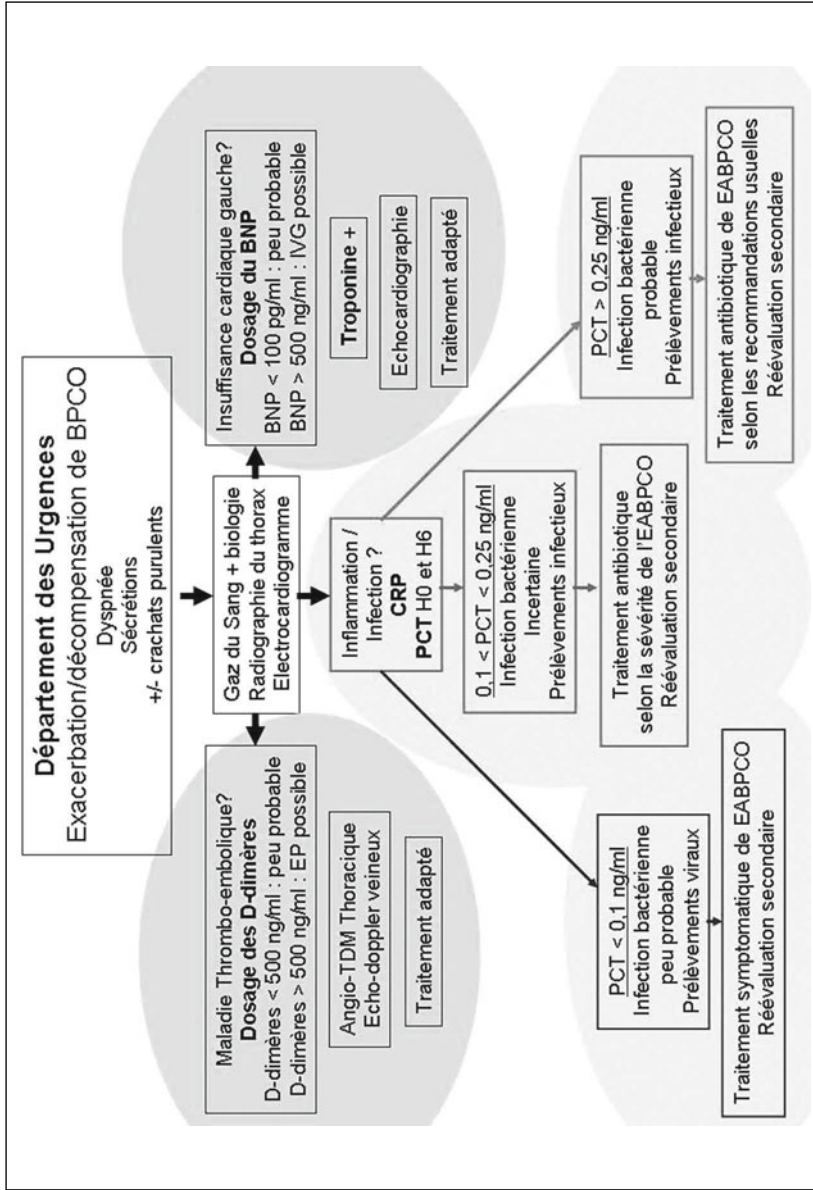 Département des Urgences
Exacerbation/décompensation de BPCO
Dyspnée
Sécrétions
+/- crachats purulents
Gaz du Sang + biologie
Radiographie du thorax
Electrocardiogramme
Maladie Thrombo-embolique?
Dosage des D-dimères
D-dimères < 500 ng/ml : peu probable
D-dimères > 500 ng/ml : EP possible
Angio-TDM Thoracique
Echo-doppler veineux
Traitement adapté
Insuffisance cardiaque gauche?
Dosage du BNP
BNP < 100 pg/ml : peu probable
BNP > 500 ng/ml : IVG possible
Troponine +
Echocardiographie
Traitement adapté
Inflammation /
Infection ?
CRP
PCT H0 et H6
PCT < 0,1 ng/ml
Infection bactérienne
peu probable
Prélèvements viraux
Traitement symptomatique de EABPCO
Réévaluation secondaire
0,1 < PCT < 0,25 ng/ml
Infection bactérienne
Incertaine
Prélèvements infectieux
Traitement antibiotique
selon la sévérité de l'EABPCO
Réévaluation secondaire
PCT > 0,25 ng/ml
Infection bactérienne
probable
Prélèvements infectieux
Traitement antibiotique de EABPCO
selon les recommandations usuelles
Réévaluation secondaire